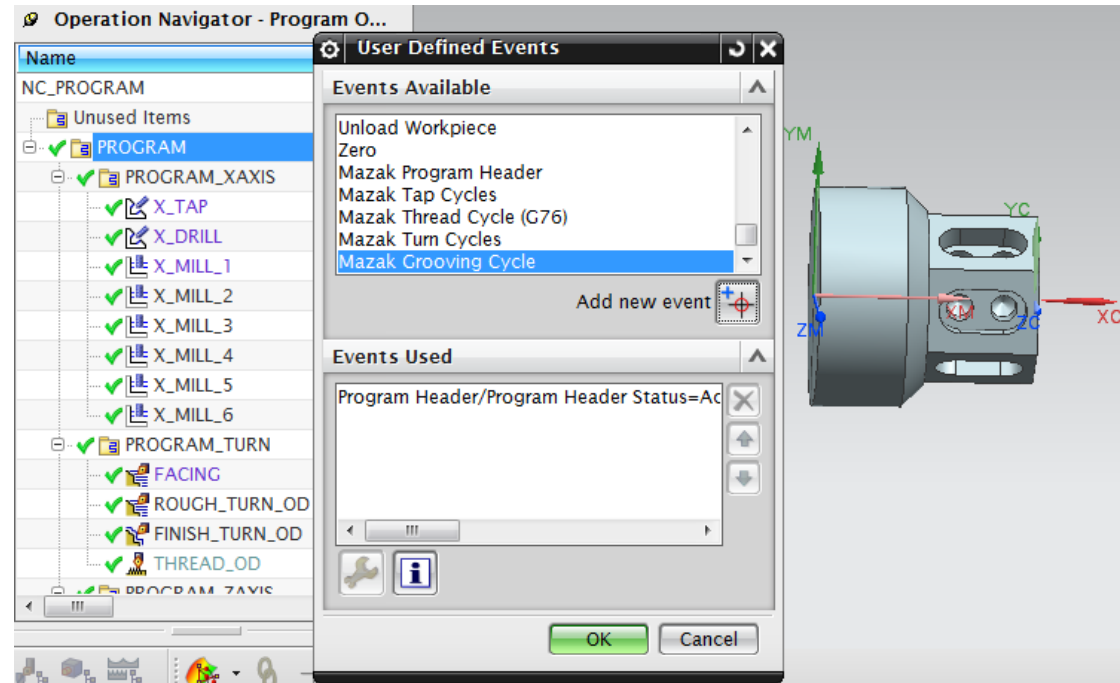 Operation Navigator - Program O...
Name
NC_PROGRAM
Unused Items
PROGRAM
PROGRAM_XAXIS
X_TAP
X_DRILL
X_MILL_1
X_MILL_2
X_MILL_3
X_MILL_4
X_MILL_5
X_MILL_6
PROGRAM_TURN
FACING
ROUGH_TURN_OD
FINISH_TURN_OD
THREAD_OD
PROGRAM_ZAXIS
User Defined Events
Events Available
Unload Workpiece
Zero
Mazak Program Header
Mazak Tap Cycles
Mazak Thread Cycle (G76)
Mazak Turn Cycles
Mazak Grooving Cycle
Add new event
Events Used
Program Header/Program Header Status=Ac
OK
Cancel
YM
YC
ZM
XM
ZC
XC